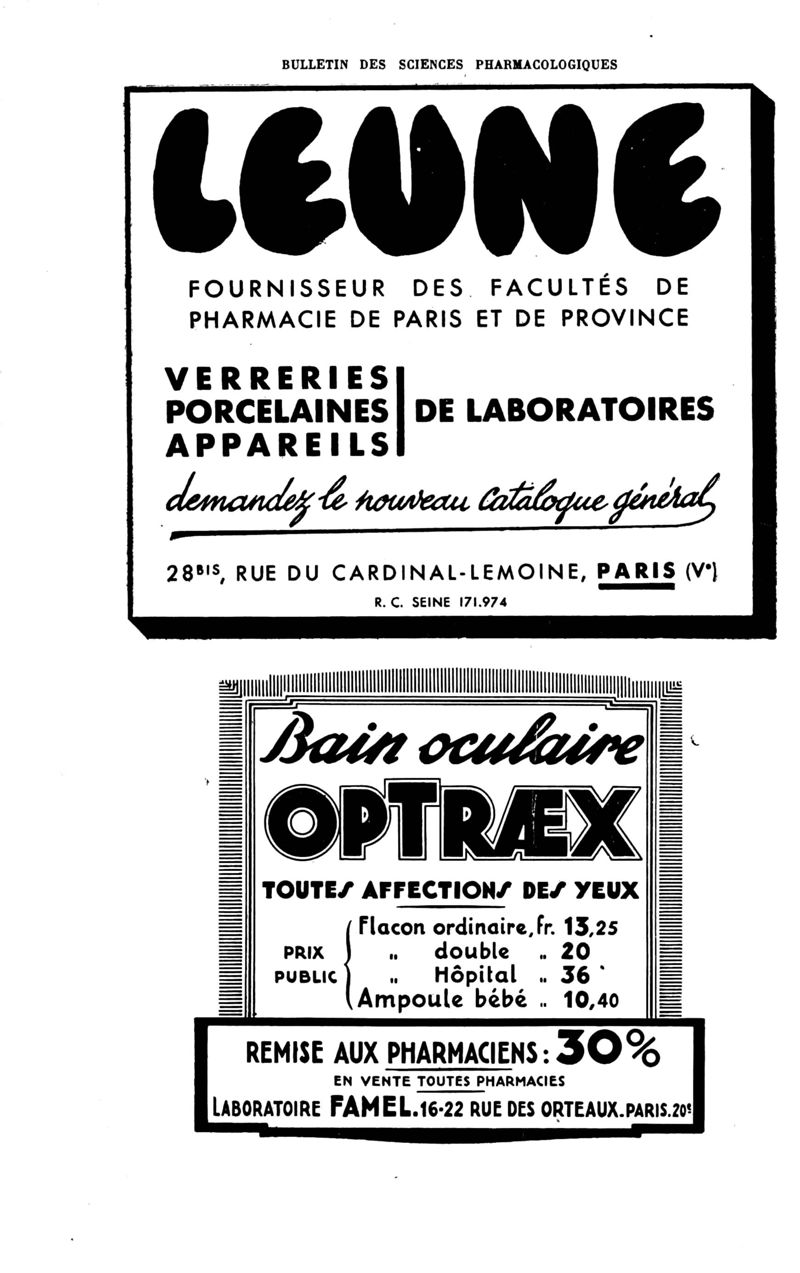 BULLETIN DES SCIENCES PHARMACOLOGIQUES
LEUNE
FOURNISSEUR DES FACULTÉS DE
PHARMACIE DE PARIS ET DE PROVINCE
VERRERIES
PORCELAINES DE LABORATOIRES
APPAREILS
demandez le nouveau catalogue général
28BIS, RUE DU CARDINAL-LEMOINE, PARIS (Ve)
R. C. SEINE 171.974
Bain oculaire
OPTRÆX
TOUTES AFFECTIONS DES YEUX
Flacon ordinaire, fr. 13,25
PRIX „ double „ 20
PUBLIC „ Hôpital „ 36
Ampoule bébé „ 10,40
REMISE AUX PHARMACIENS: 30%
EN VENTE TOUTES PHARMACIES
LABORATOIRE FAMEL.16-22 RUE DES ORTEAUX.PARIS.20e